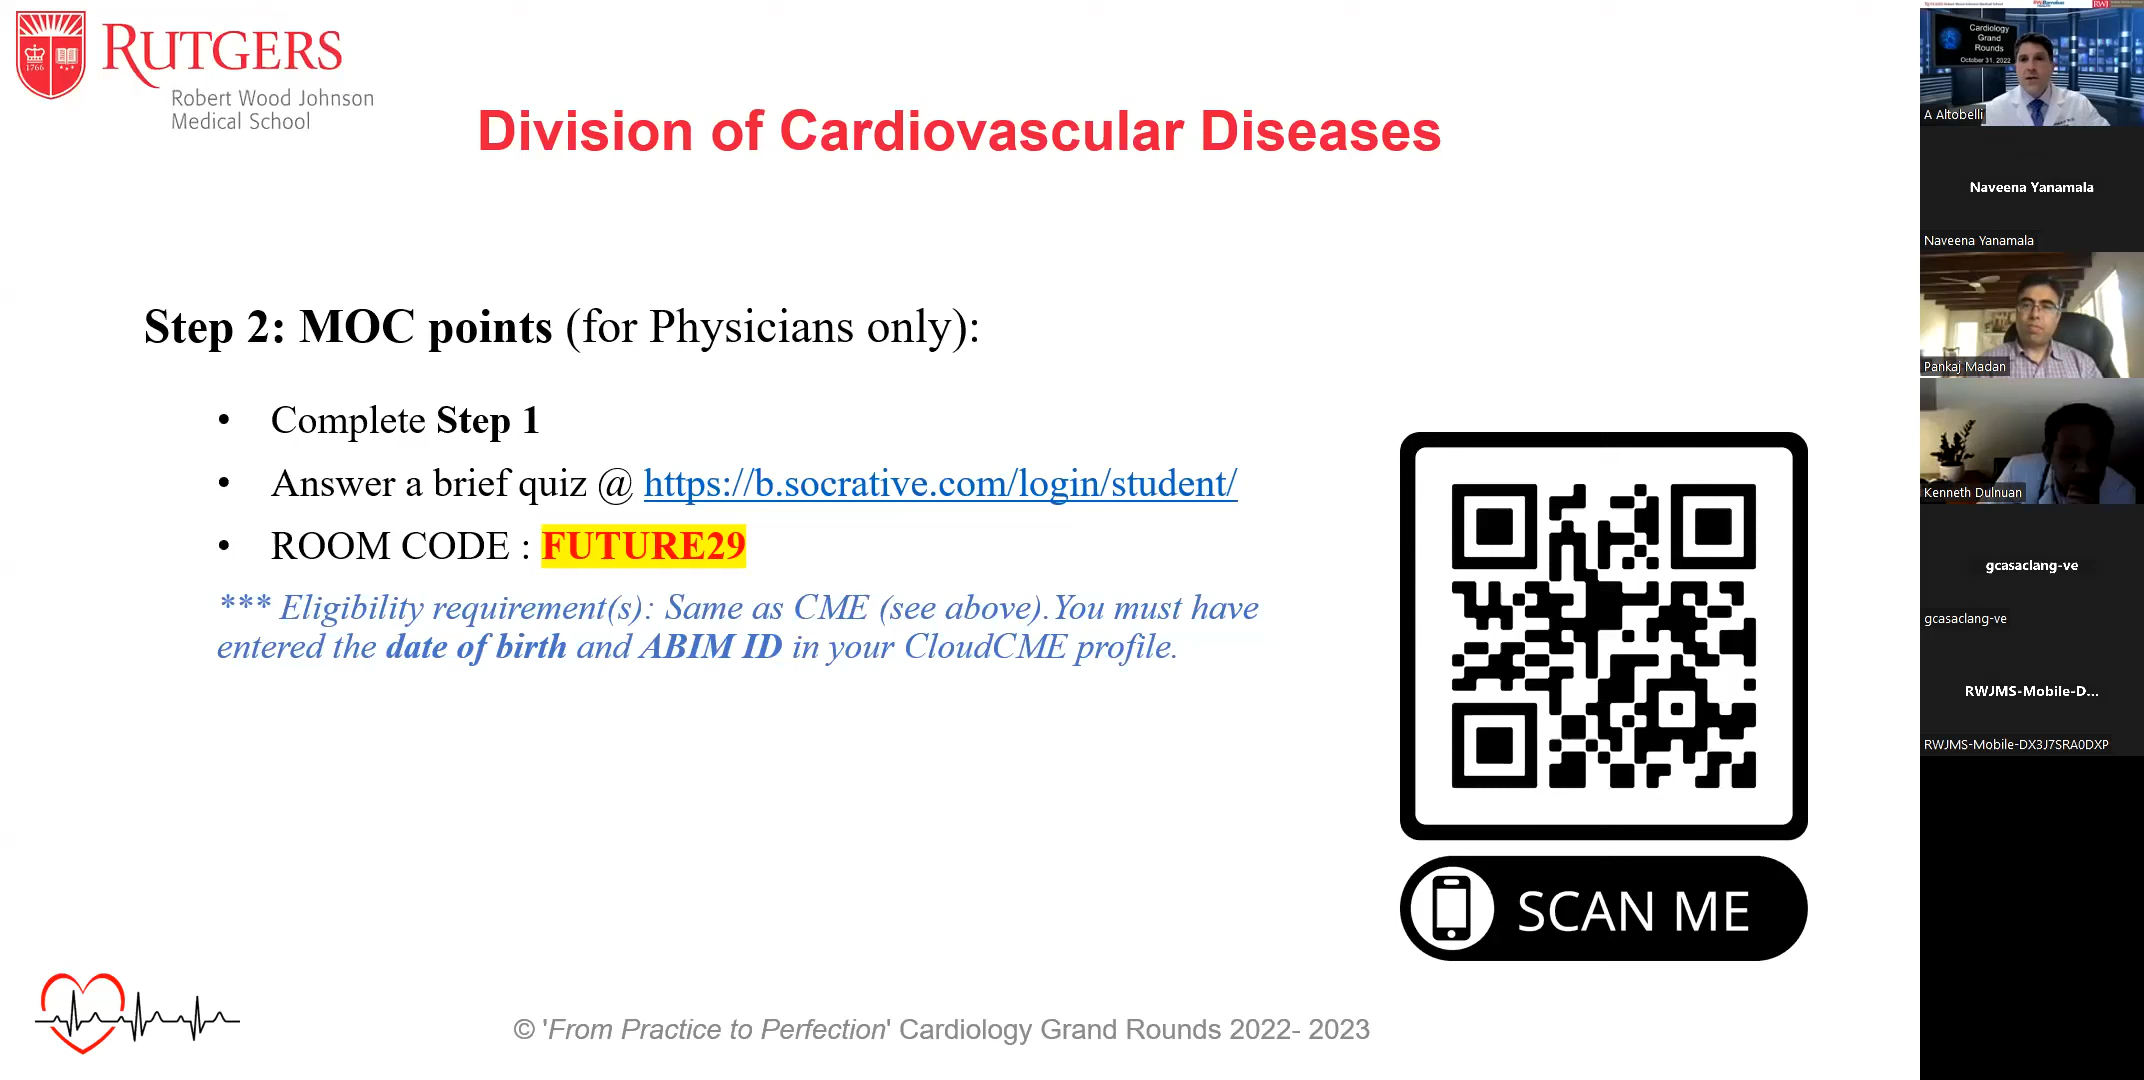 RUTGERS
1766
Robert Wood Johnson
Medical School
Division of Cardiovascular Diseases
Step 2: MOC points (for Physicians only):
• Complete Step 1
• Answer a brief quiz @ https://b.socrative.com/login/student/
• ROOM CODE : FUTURE29
*** Eligibility requirement(s): Same as CME (see above). You must have
entered the date of birth and ABIM ID in your CloudCME profile.
SCAN ME
© 'From Practice to Perfection' Cardiology Grand Rounds 2022- 2023
Cardiology
Grand
Rounds
October 31, 2022
A Altobelli
Naveena Yanamala
Naveena Yanamala
Pankaj Madan
Kenneth Dulnuan
gcasaclang-ve
gcasaclang-ve
RWJMS-Mobile-D...
RWJMS-Mobile-DX3J7SRA0DXP